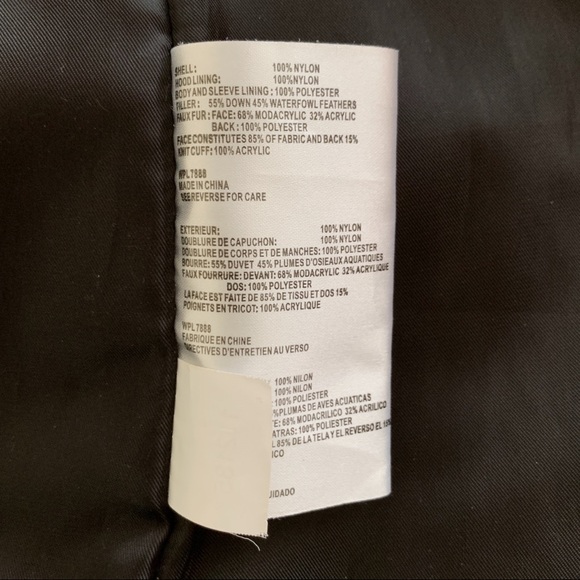 SHELL: 100% NYLON
HOOD LINING: 100%NYLON
BODY AND SLEEVE LINING: 100% POLYESTER
TILLER: 55% DOWN 45% WATERFOWL FEATHERS
FAUX FUR: FACE: 68% MODACRYLIC 32% ACRYLIC
BACK: 100% POLYESTER
FACE CONSTITUTES 85% OF FABRIC AND BACK 15%
KNIT CUFF: 100% ACRYLIC
WPL7888
MADE IN CHINA
SEE REVERSE FOR CARE
EXTERIEUR: 100% NYLON
DOUBLURE DE CAPUCHON: 100% NYLON
DOUBLURE DE CORPS ET DE MANCHES: 100% POLYESTER
BOURRE: 55% DUVET 45% PLUMES D'OSIEAUX AQUATIQUES
FAUX FOURRURE: DEVANT: 68% MODACRYLIC 32% ACRYLIQUE
DOS: 100% POLYESTER
LA FACE EST FAITE DE 85% DE TISSU ET DOS 15%
POIGNETS EN TRICOT: 100% ACRYLIQUE
WPL7888
FABRIQUE EN CHINE
DIRECTIVES D'ENTRETIEN AU VERSO
100% NILON
100% NILON
100% POLIESTER
%PLUMAS DE AVES ACUATICAS
TE: 68% MODACRILICO 32% ACRILICO
ATRAS: 100% POLIESTER
85% DE LA TELA Y EL REVERSO EL
ICO
UIDADO